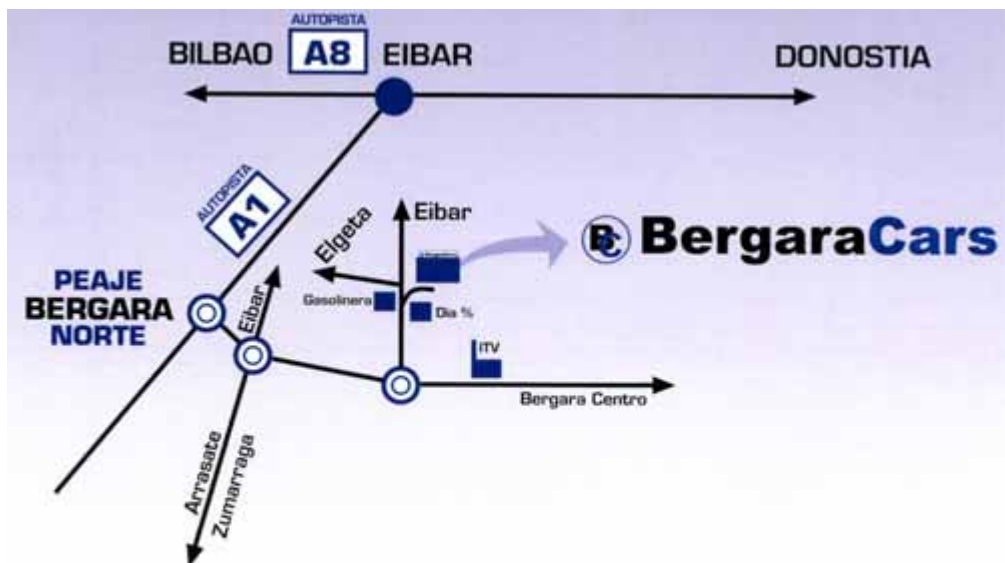 AUTOPISTA
BILBAO A8 EIBAR DONOSTIA
AUTOPISTA
A1
Elgeta
Eibar
BC BergaraCars
PEAJE
BERGARA
NORTE
Eibar
Gasolinera
Dia %
ITV
Bergara Centro
Arrasate
Zumarraga